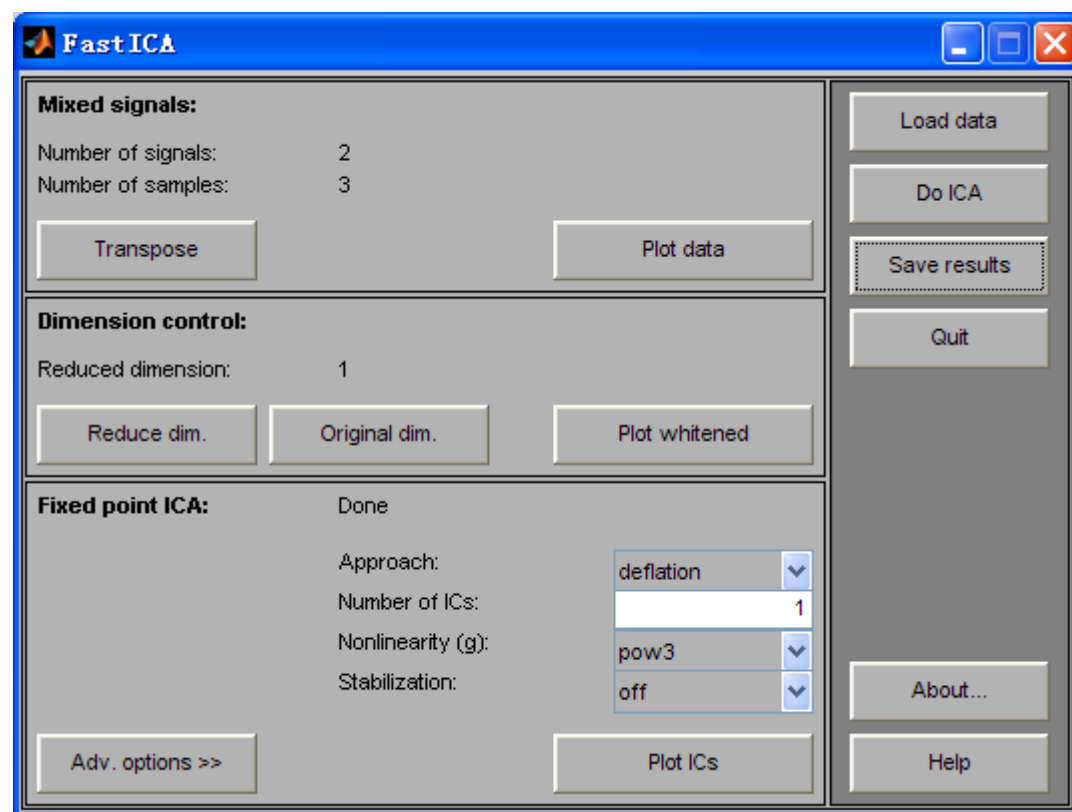 FastICA
Mixed signals:
Number of signals: 2
Number of samples: 3
Transpose
Plot data
Dimension control:
Reduced dimension: 1
Reduce dim.
Original dim.
Plot whitened
Fixed point ICA: Done
Approach: deflation
Number of ICs: 1
Nonlinearity (g): pow3
Stabilization: off
Adv. options >>
Plot ICs
Load data
Do ICA
Save results
Quit
About...
Help